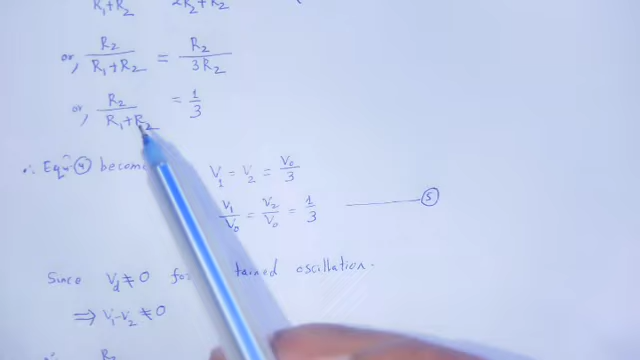 R₁+R₂ 2R₂+R₂
or, R₂/(R₁+R₂) = R₂/3R₂
or, R₂/(R₁+R₂) = 1/3
∴ Eqn (4) becomes V₁ = V₂ = V₀/3
V₁/V₀ = V₂/V₀ = 1/3 —— (5)
Since V_d ≠ 0 for tained oscillation.
⟹ V₁-V₂ ≠ 0
R₂